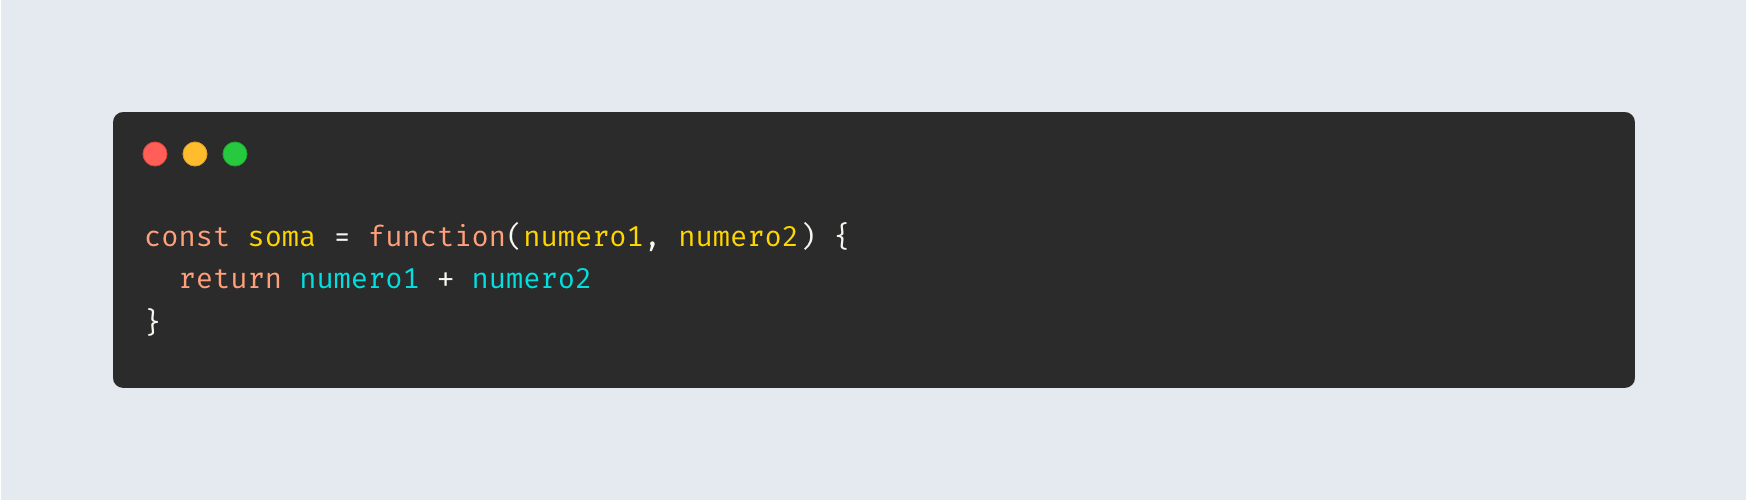 const soma = function(numero1, numero2) {
  return numero1 + numero2
}